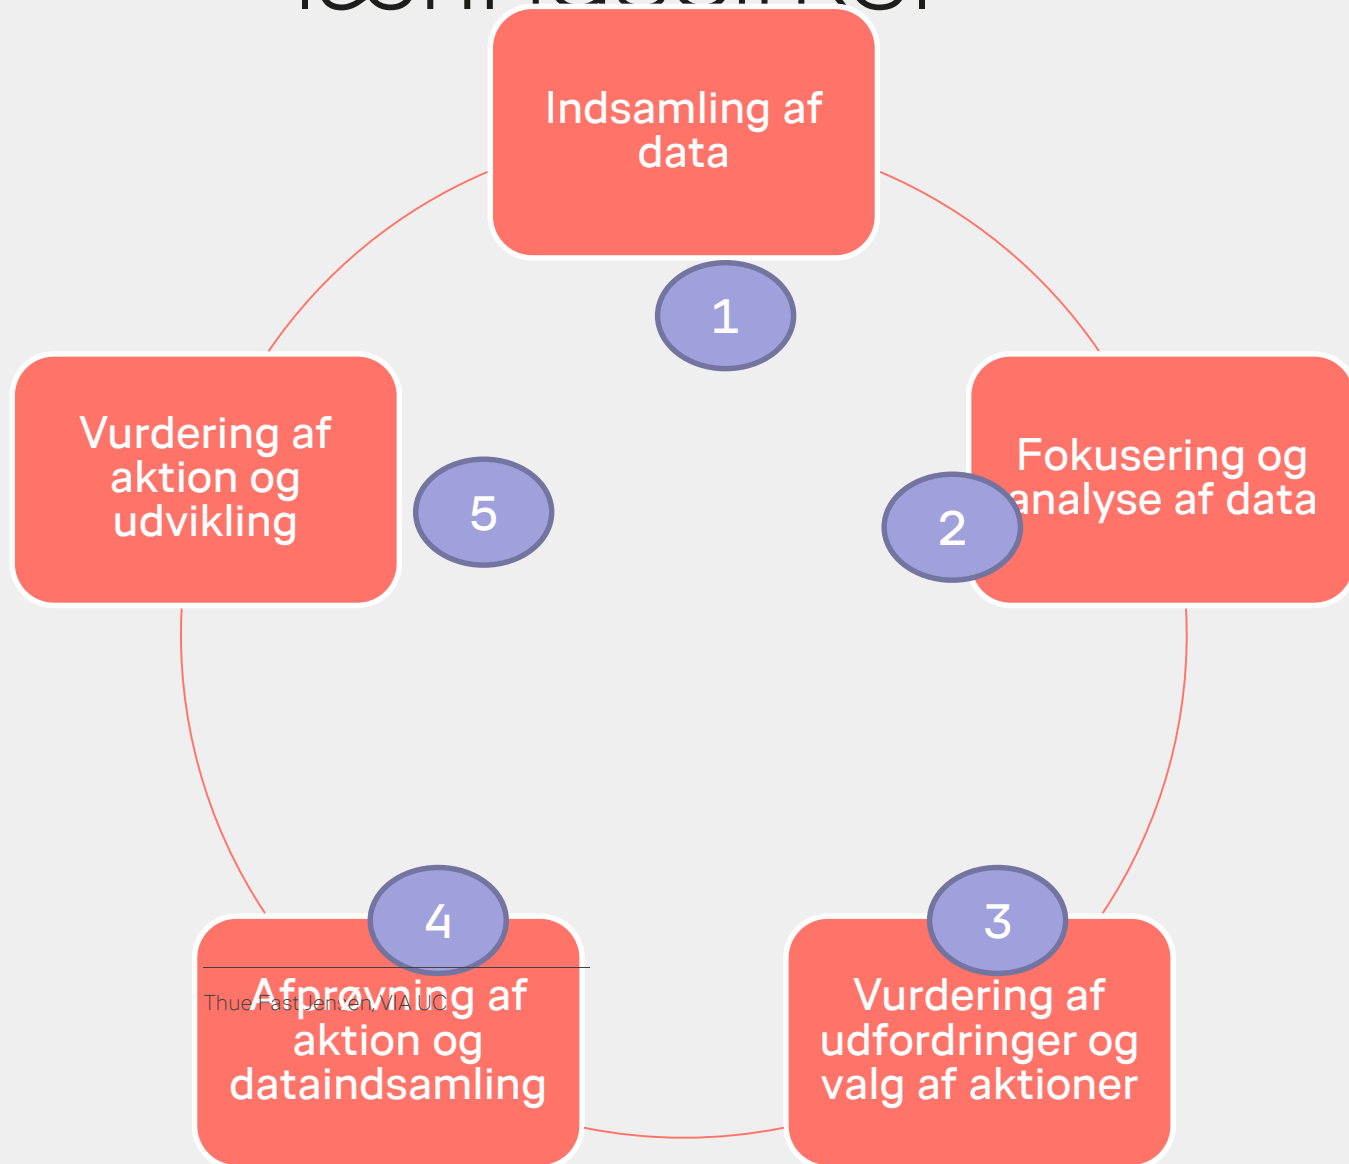 Indsamling af
data
1
Fokusering og
analyse af data
2
3
Vurdering af
udfordringer og
valg af aktioner
4
Afprøvning af
aktion og
dataindsamling
Thue Fast Jensen, VIA UC
Vurdering af
aktion og
udvikling
5